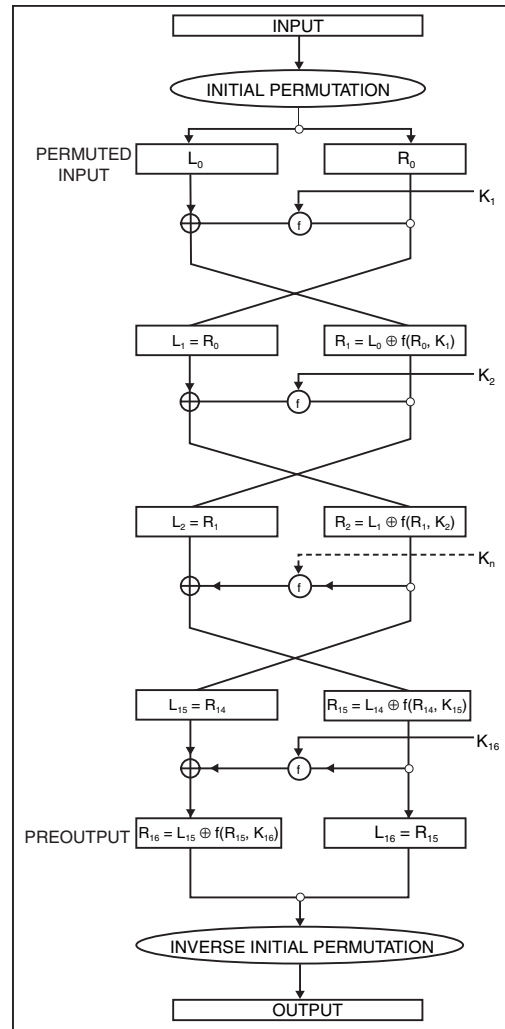 INPUT
INITIAL PERMUTATION
PERMUTED
INPUT
L₀
R₀
K₁
f
L₁ = R₀
R₁ = L₀ ⊕ f(R₀, K₁)
K₂
f
L₂ = R₁
R₂ = L₁ ⊕ f(R₁, K₂)
Kₙ
f
L₁₅ = R₁₄
R₁₅ = L₁₄ ⊕ f(R₁₄, K₁₅)
K₁₆
f
PREOUTPUT
R₁₆ = L₁₅ ⊕ f(R₁₅, K₁₆)
L₁₆ = R₁₅
INVERSE INITIAL PERMUTATION
OUTPUT